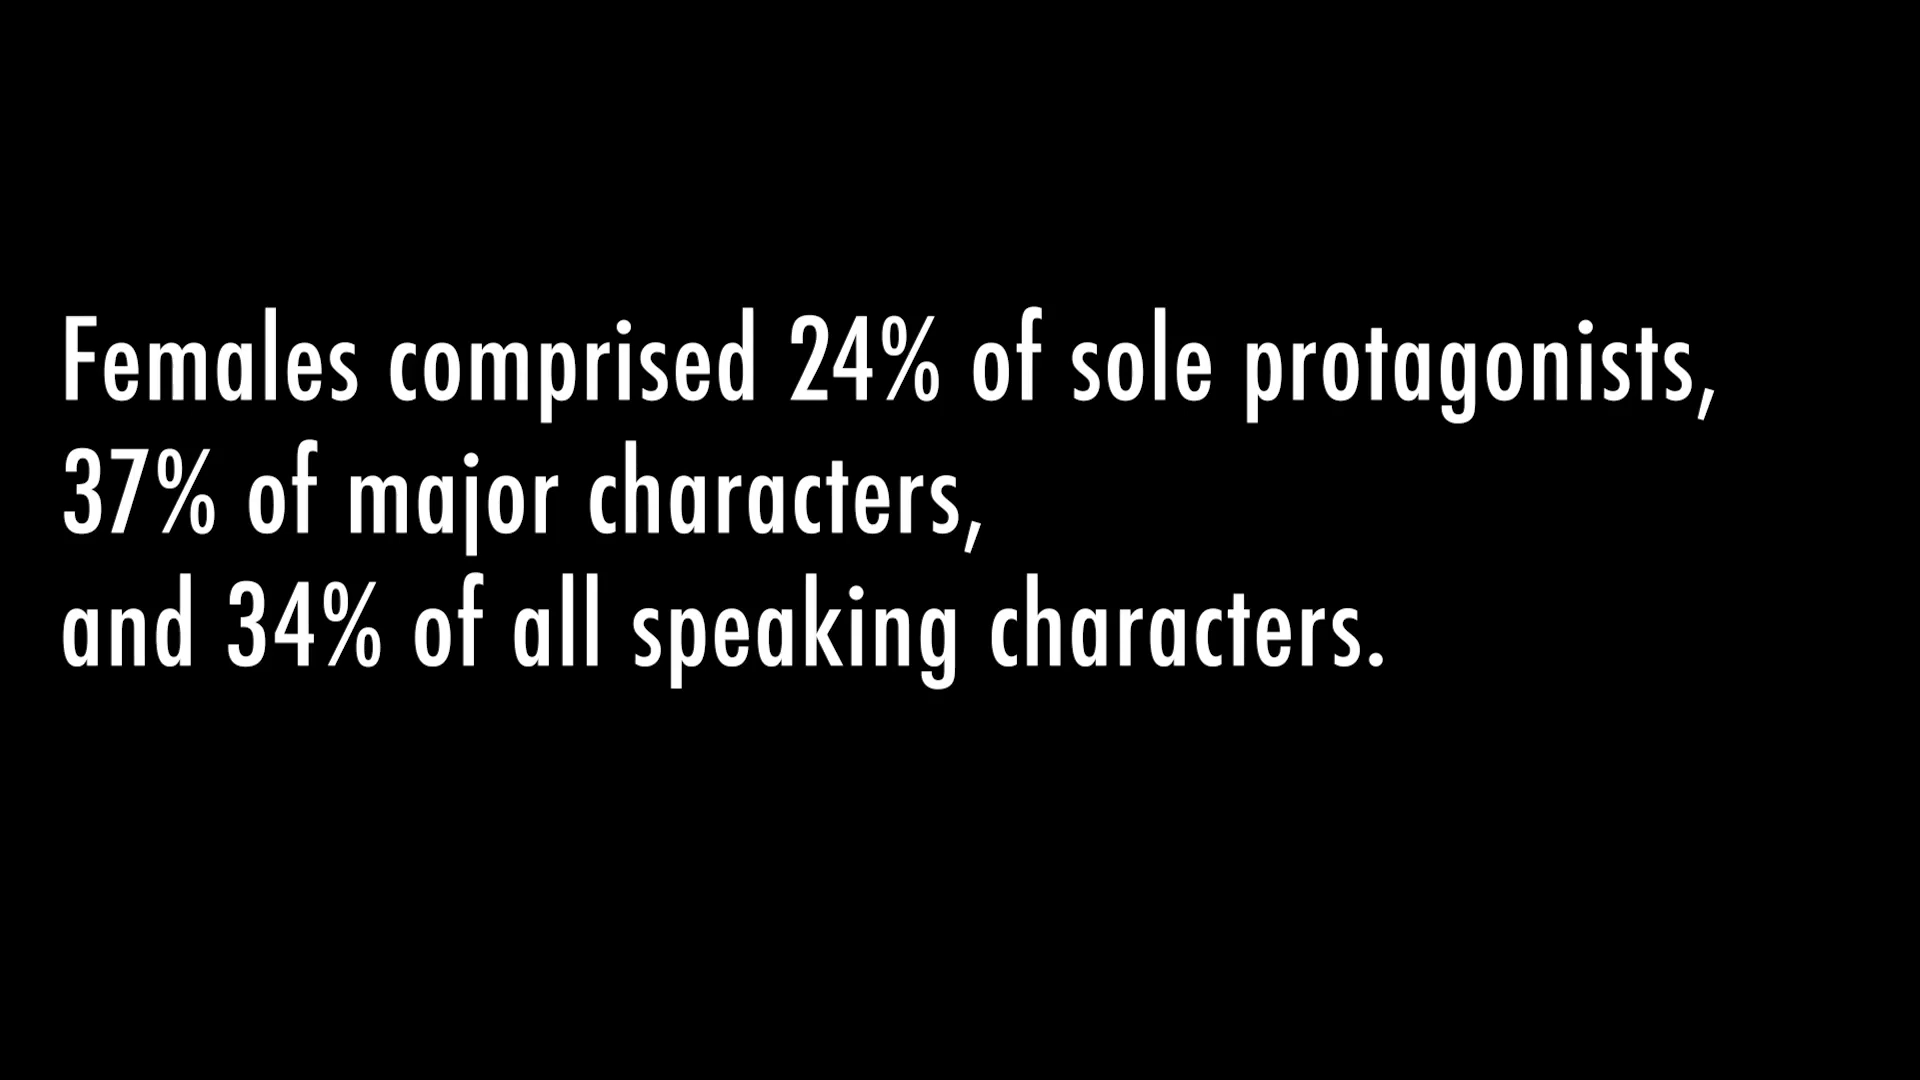 Females comprised 24% of sole protagonists,
37% of major characters,
and 34% of all speaking characters.